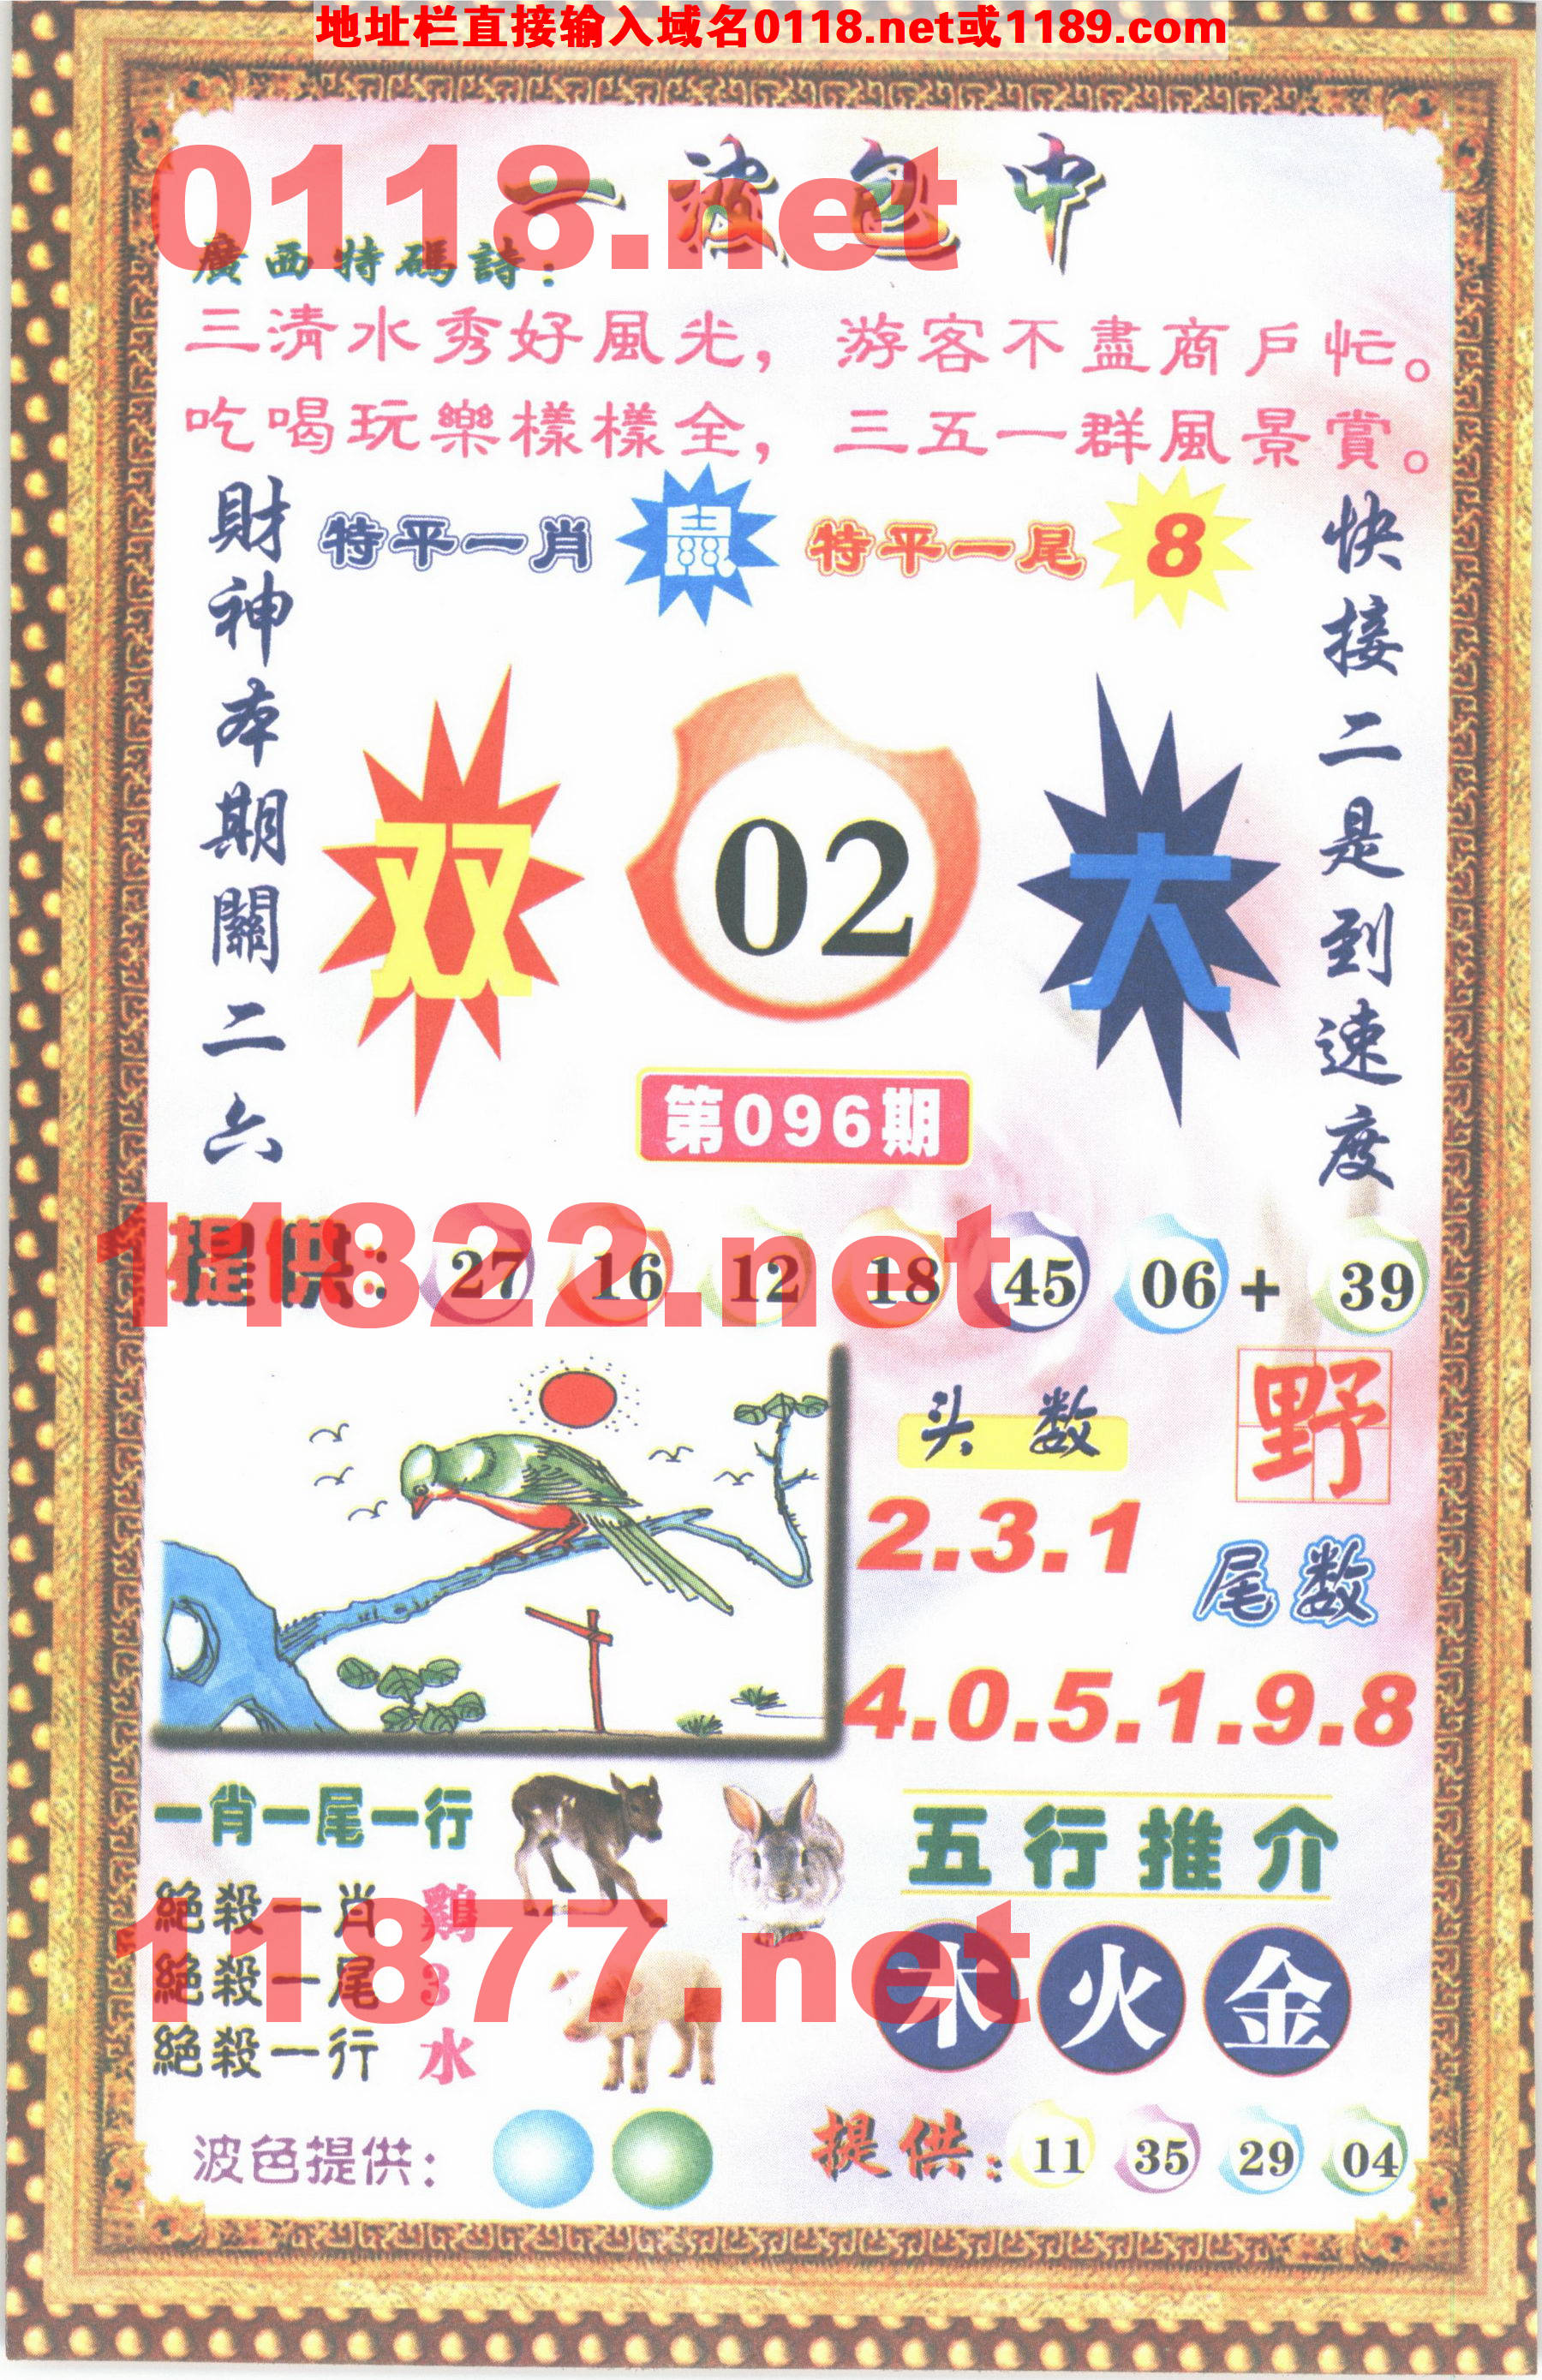 地址栏直接输入域名0118.net或1189.com
0118.net
一波包中
廣西特碼詩：
三清水秀好風光，游客不盡商戶忙。
吃喝玩樂樣樣全，三五一群風景賞。
特平一肖 鼠 特平一尾 8
財神本期關二六
快接二是到速度
双 02 大
第096期
11822.net
提供：27 16 12 18 45 06 + 39
头数 野
2.3.1
尾数
4.0.5.1.9.8
一肖一尾一行
五行推介
絕殺一肖 鷄
絕殺一尾 3
絕殺一行 水
11877.net
木 火 金
波色提供：
提供：11 35 29 04